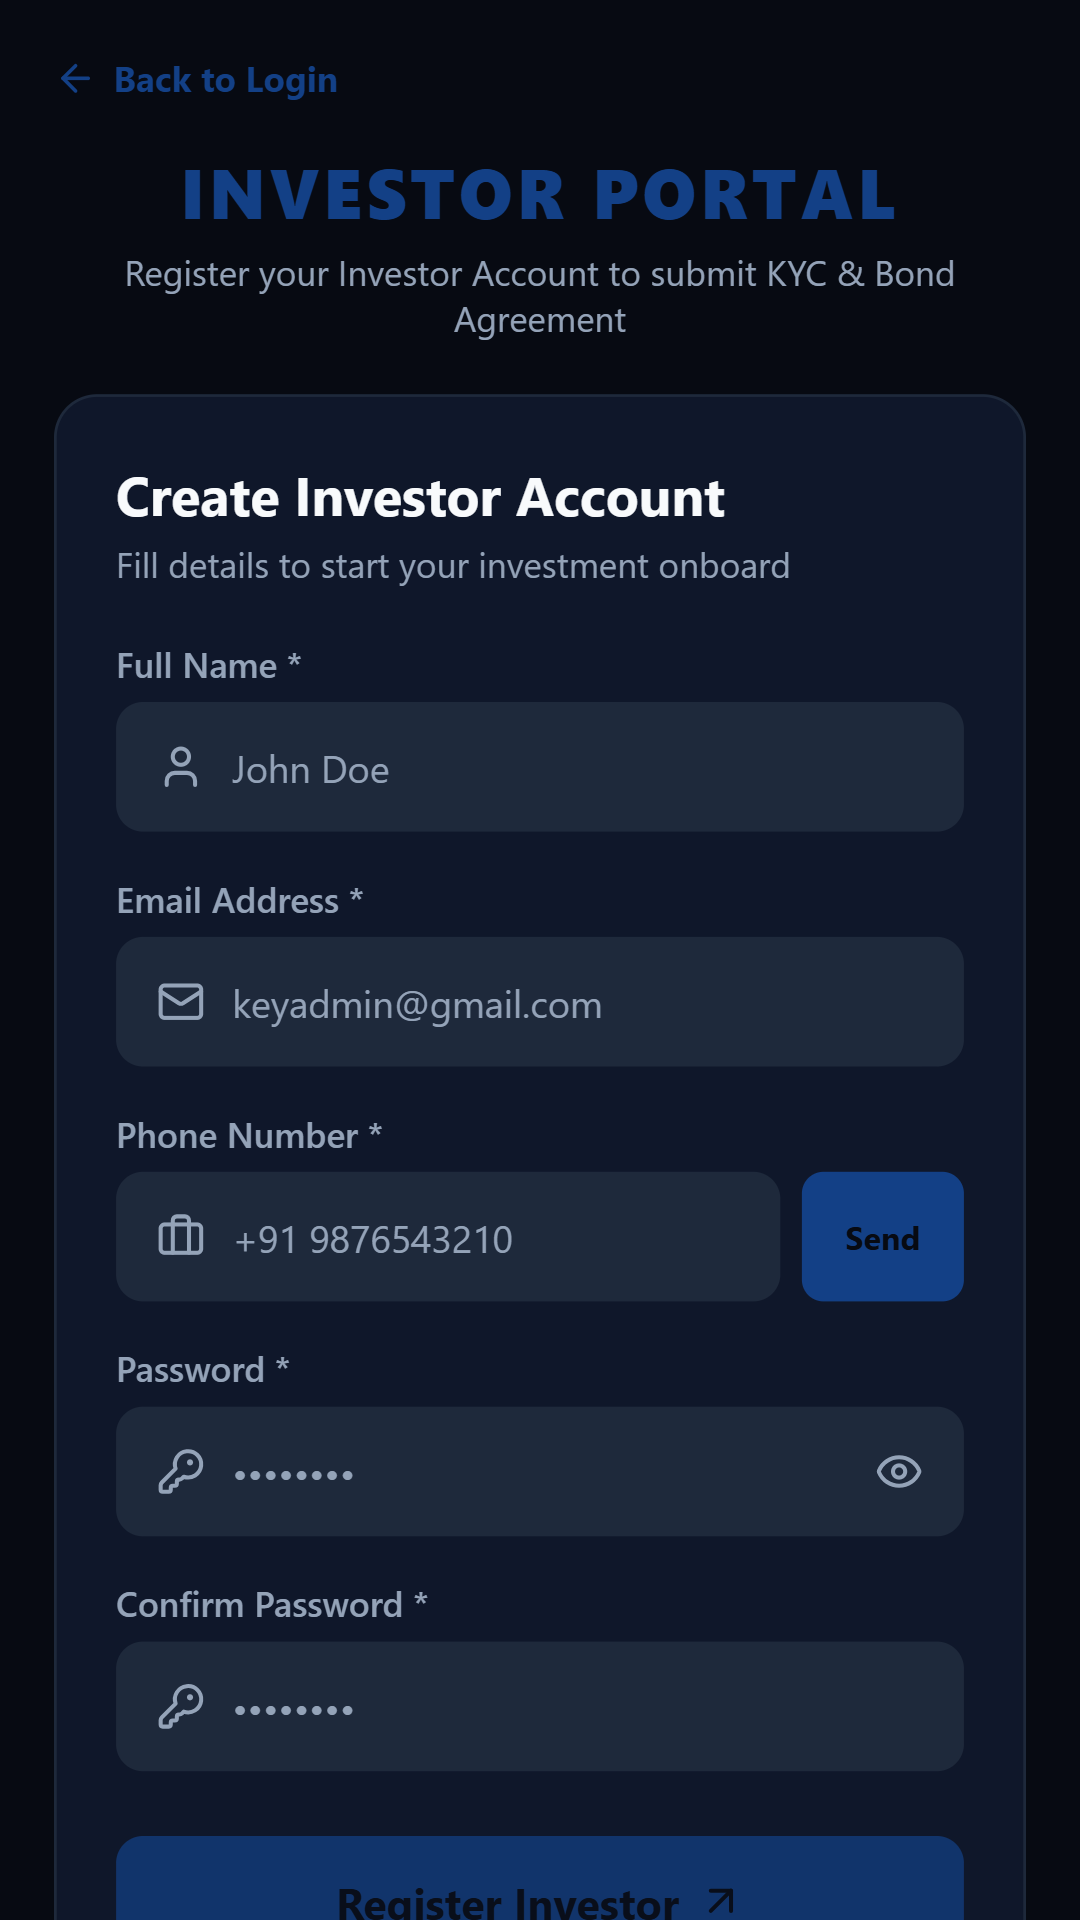 Back to Login
INVESTOR PORTAL
Register your Investor Account to submit KYC & Bond
Agreement
Create Investor Account
Fill details to start your investment onboard
Full Name *
John Doe
Email Address *
keyadmin@gmail.com
Phone Number *
+91 9876543210
Send
Password *
••••••••
Confirm Password *
••••••••
Register Investor